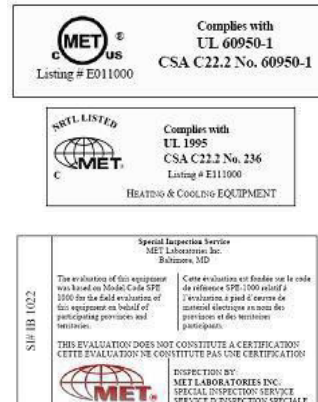 MET ®
C US
Listing # E011000
Complies with
UL 60950-1
CSA C22.2 No. 60950-1
NRTL LISTED
MET
C
Complies with
UL 1995
CSA C22.2 No. 236
Listing # E111000
HEATING & COOLING EQUIPMENT
SI# IB 1022
Special Inspection Service
MET Laboratories Inc.
Baltimore, MD
The evaluation of this equipment
was based on Model Code SPE
1000 for the field evaluation of
this equipment on behalf of
participating provinces and
territories.
Cette évaluation est fondée sur le code
de référence SPE-1000 relatif à
l'évaluation à pied d'oeuvre de
matériel électrique au nom des
provinces et des territoires
participants.
THIS EVALUATION DOES NOT CONSTITUTE A CERTIFICATION
CETTE EVALUATION NE CONSTITUTE PAS UNE CERTIFICATION
MET®
INSPECTION BY:
MET LABORATORIES INC.
SPECIAL INSPECTION SERVICE
SERVICE D'INSPECTION SPECIALE